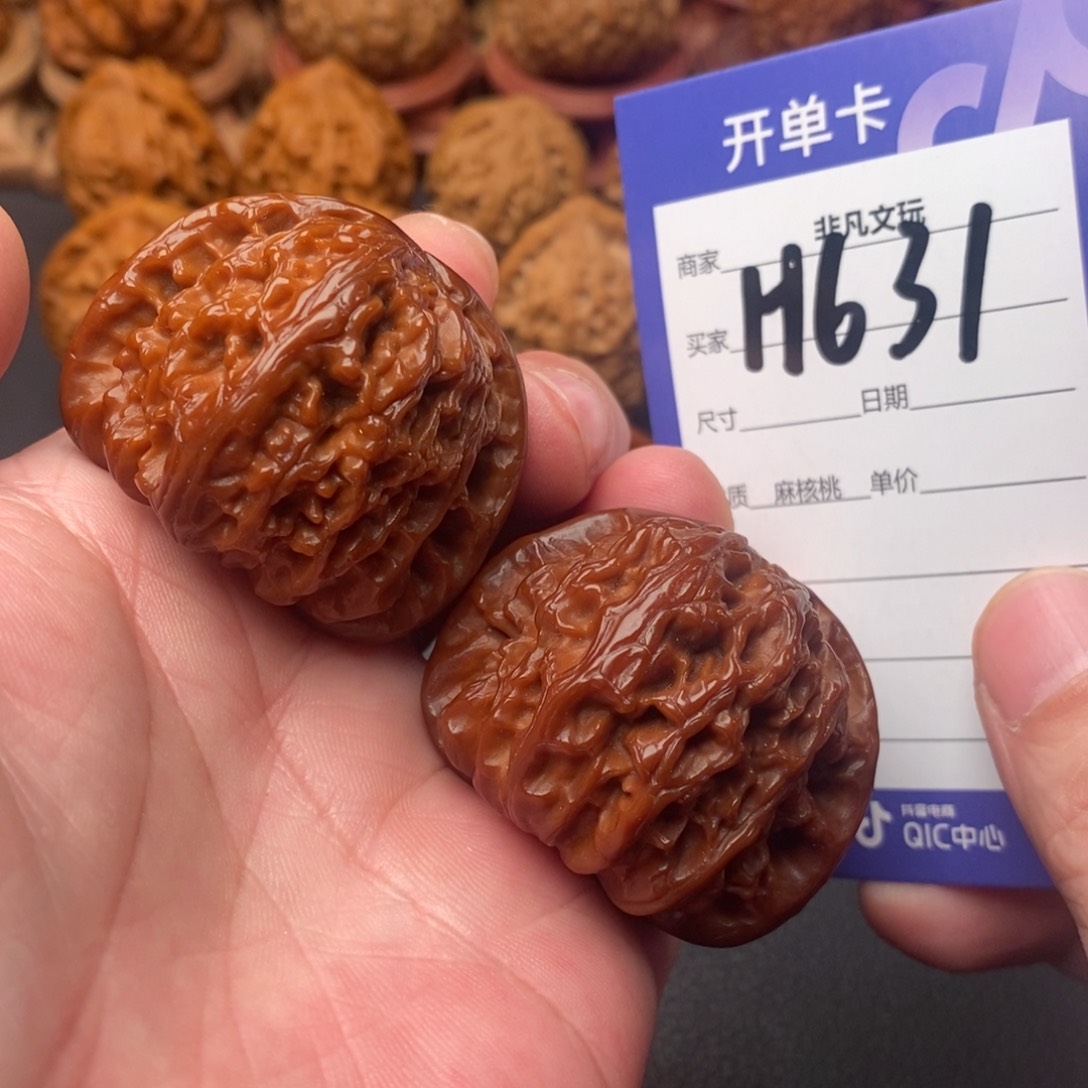 开单卡
商家 非凡文玩
H631
买家
尺寸 日期
质 麻核桃 单价
抖音电商
QIC中心